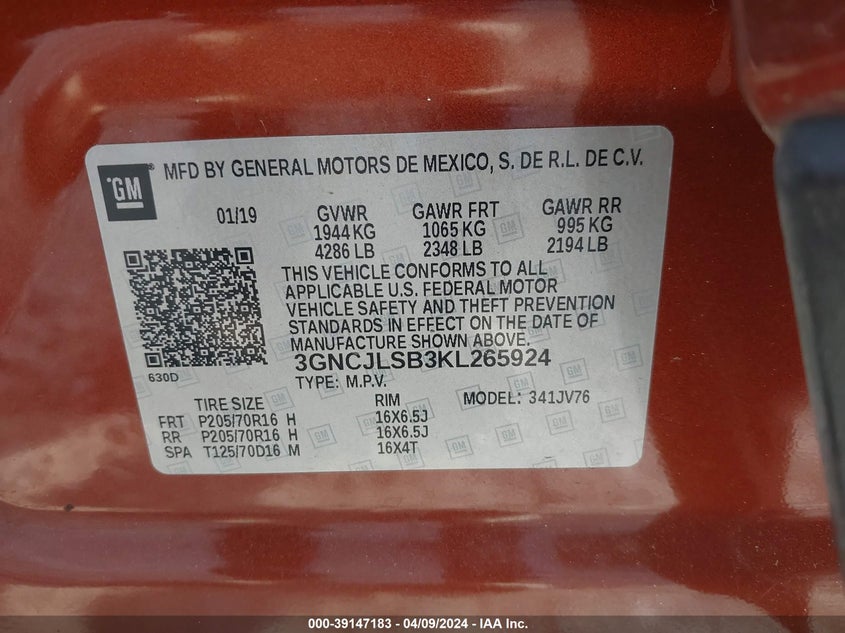 GM
MFD BY GENERAL MOTORS DE MEXICO, S. DE R.L. DE C.V.
01/19 GVWR GAWR FRT GAWR RR
1944 KG 1065 KG 995 KG
4286 LB 2348 LB 2194 LB
THIS VEHICLE CONFORMS TO ALL
APPLICABLE U.S. FEDERAL MOTOR
VEHICLE SAFETY AND THEFT PREVENTION
STANDARDS IN EFFECT ON THE DATE OF
MANUFACTURE SHOWN ABOVE.
3GNCJLSB3KL265924
630D
TYPE: M.P.V.
TIRE SIZE RIM MODEL: 341JV76
FRT P205/70R16 H 16X6.5J
RR P205/70R16 H 16X6.5J
SPA T125/70D16 M 16X4T
000-39147183 - 04/09/2024 - IAA Inc.